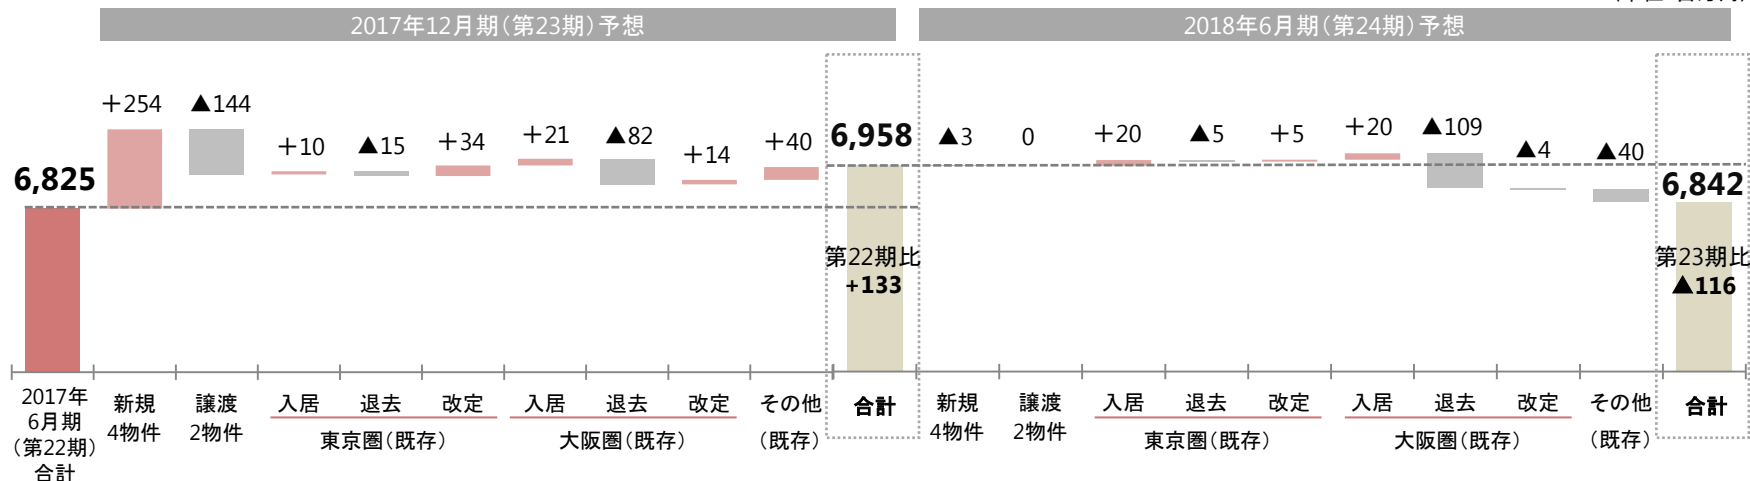 2017年12月期(第23期)予想
2018年6月期(第24期)予想
6,825
+254
▲144
+10
▲15
+34
+21
▲82
+14
+40
6,958
第22期比
+133
▲3
0
+20
▲5
+5
+20
▲109
▲4
▲40
6,842
第23期比
▲116
2017年
6月期
(第22期)
合計
新規
4物件
譲渡
2物件
入居
退去
改定
東京圏(既存)
入居
退去
改定
大阪圏(既存)
その他
(既存)
合計
新規
4物件
譲渡
2物件
入居
退去
改定
東京圏(既存)
入居
退去
改定
大阪圏(既存)
その他
(既存)
合計